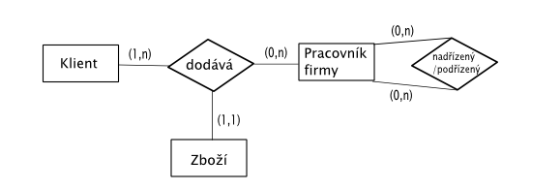 (0,n)
(1,n)
(0,n)
Klient
dodává
Pracovník
firmy
nadřízený
/podřízený
(0,n)
(1,1)
Zboží